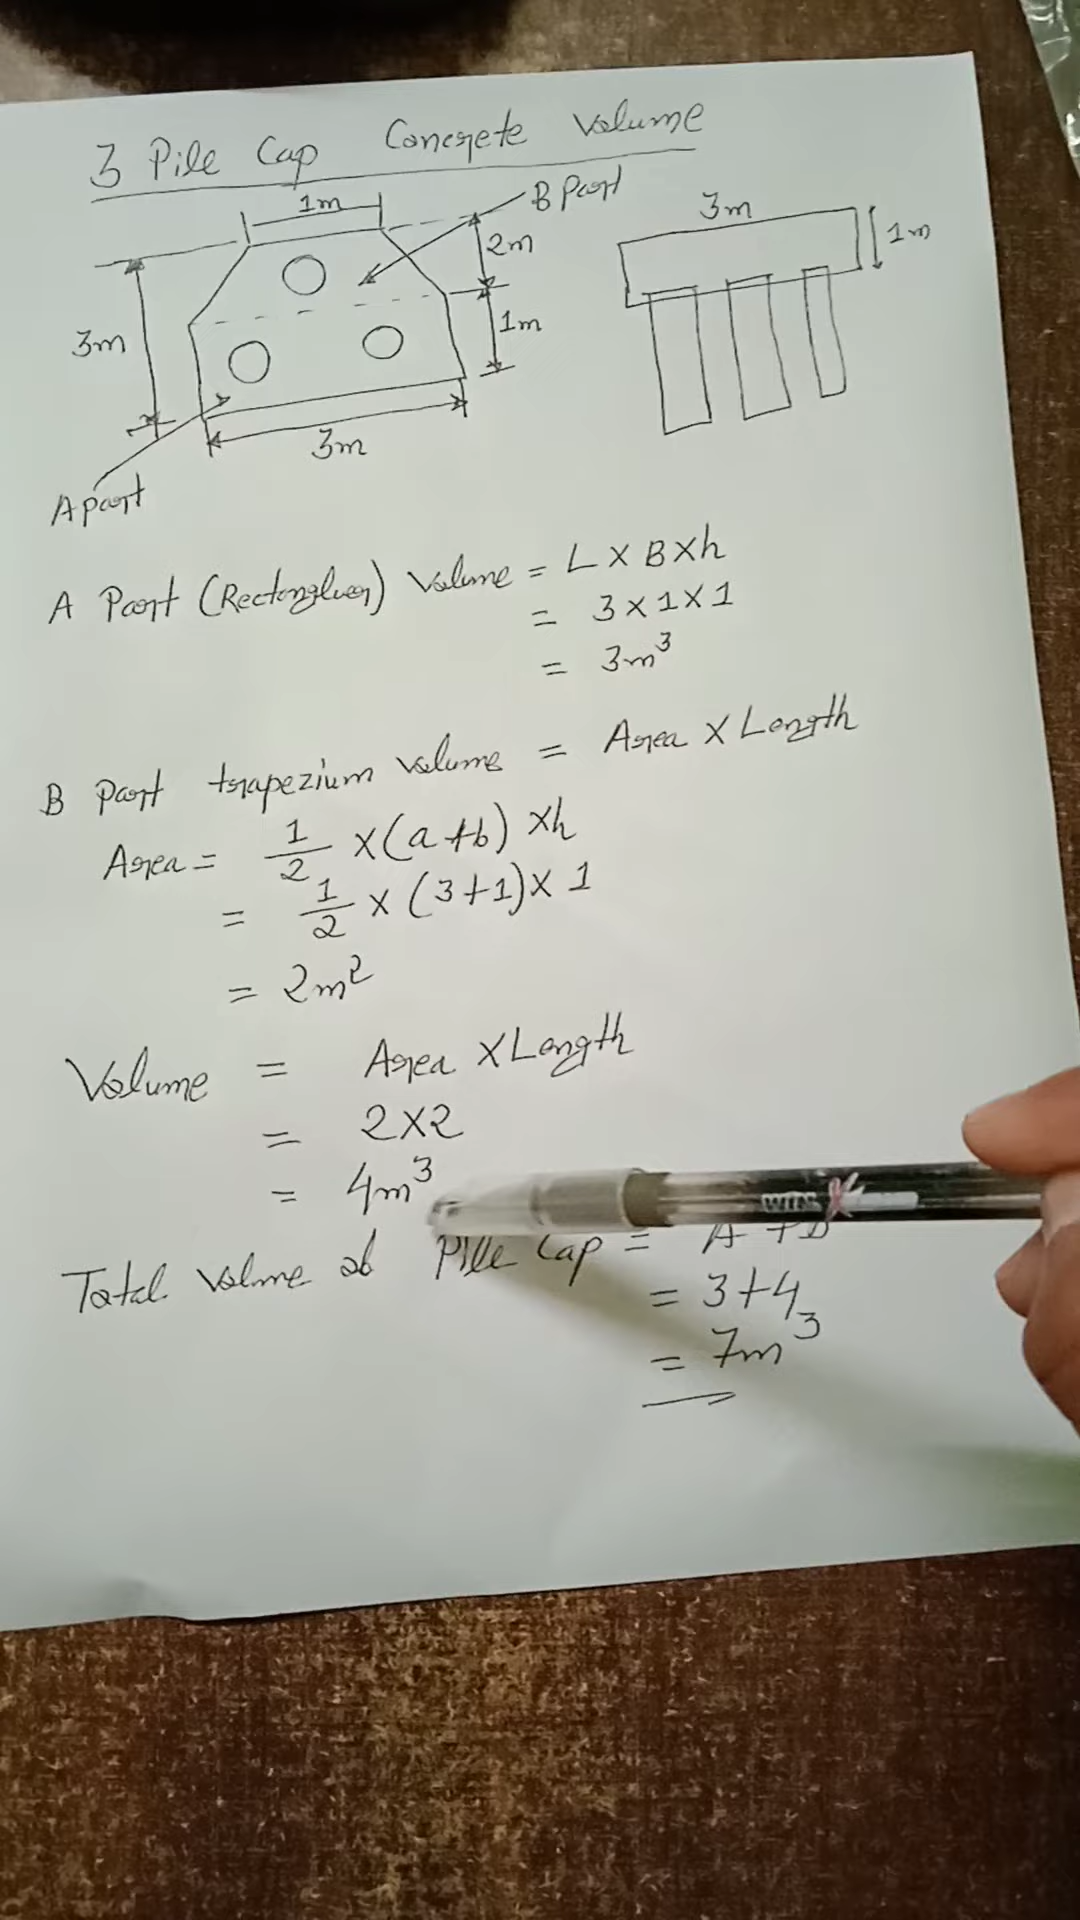 3 Pile Cap Concrete Volume
1m
B Part
2m
3m
1m
3m
1m
3m
A part
A Part (Rectongluer) Volume = L X B X h
= 3 X 1 X 1
= 3m³
B Part trapezium volume = Area X Length
Area = 1/2 X (a+b) X h
= 1/2 X (3+1) X 1
= 2m²
Volume = Area X Length
= 2X2
= 4m³
WIN
Total Volume of Pile Cap = A + B
= 3+4
= 7m³